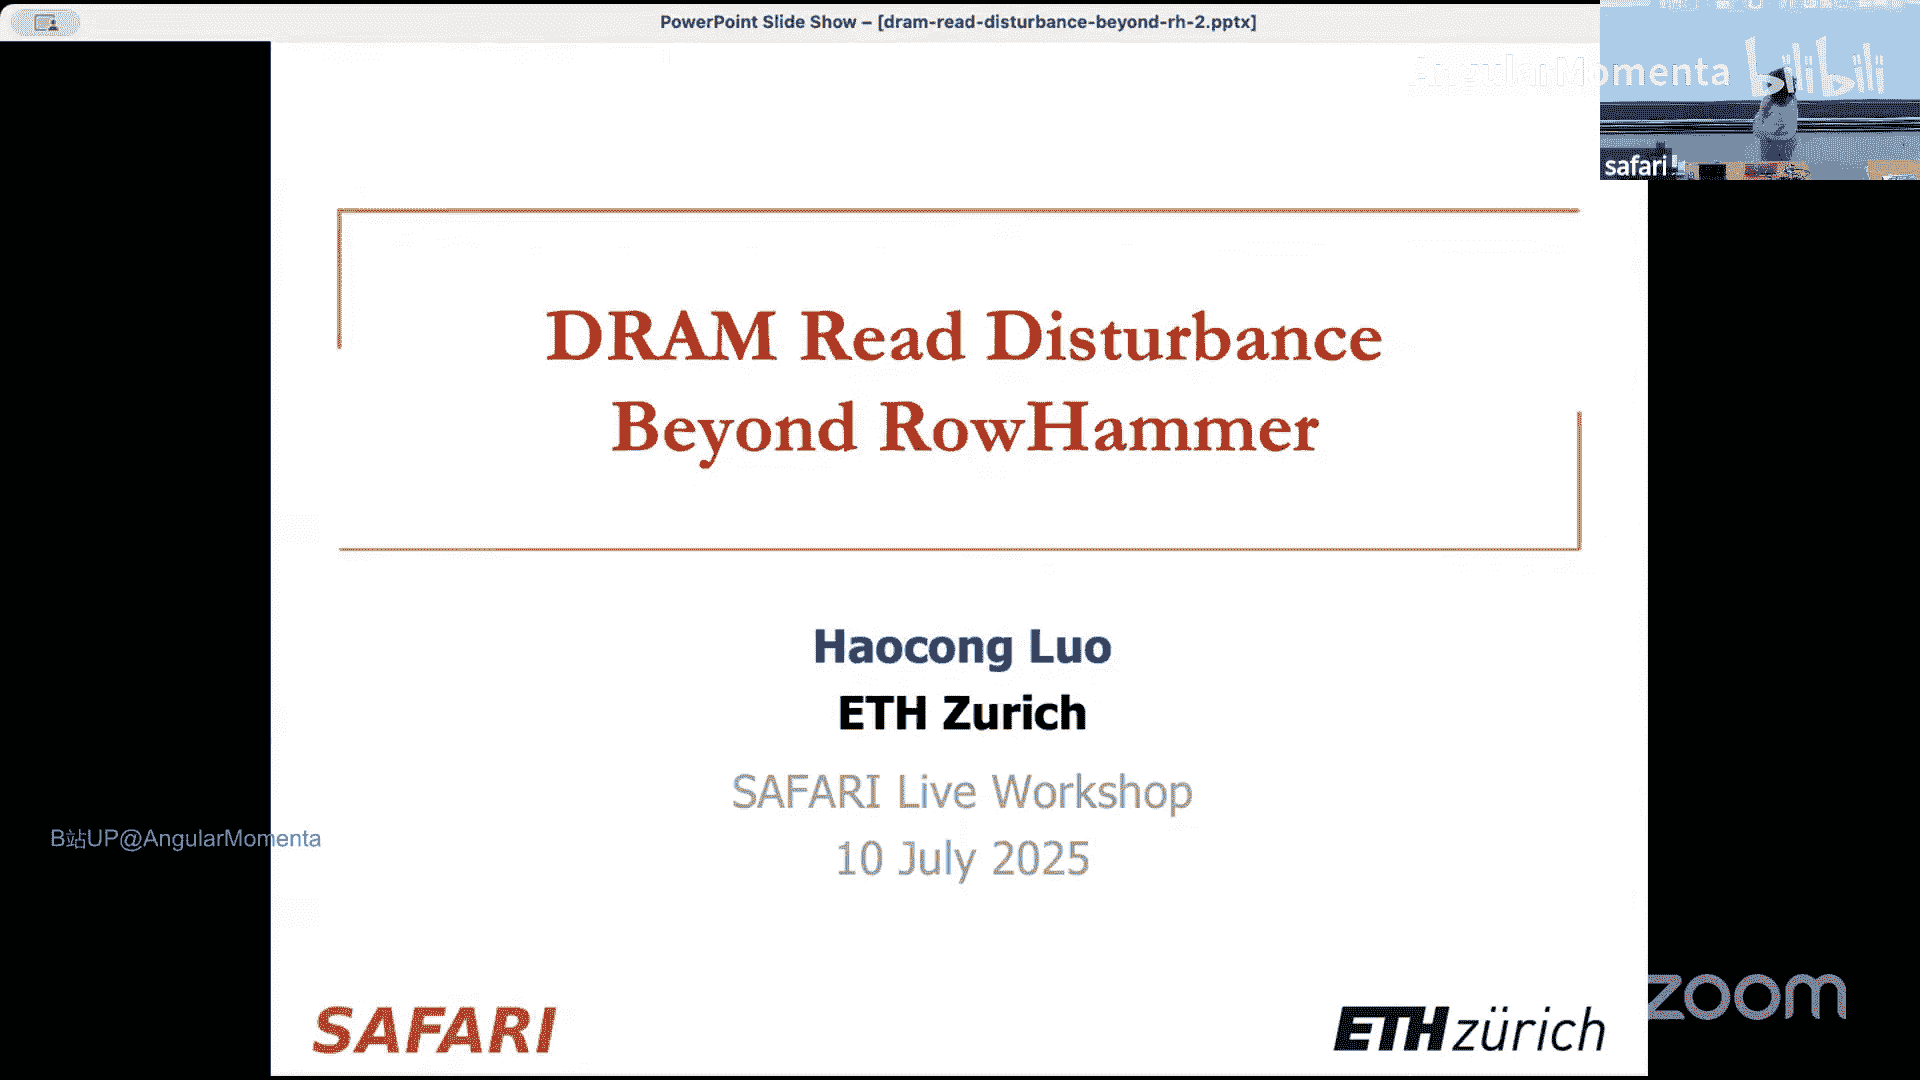 PowerPoint Slide Show – [dram-read-disturbance-beyond-rh-2.pptx]
AngularMomenta
bilibili
safari
DRAM Read Disturbance
Beyond RowHammer
Haocong Luo
ETH Zurich
SAFARI Live Workshop
10 July 2025
B站UP@AngularMomenta
SAFARI
ETH zürich
zoom